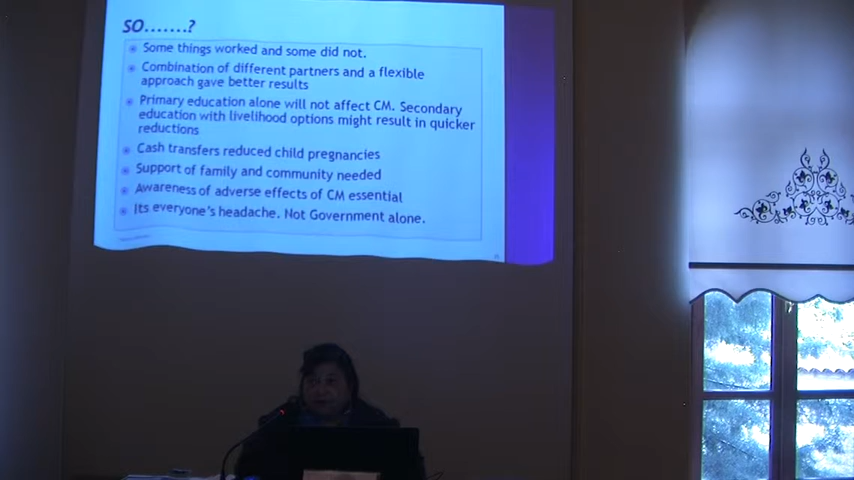 SO.......?
Some things worked and some did not.
Combination of different partners and a flexible
approach gave better results
Primary education alone will not affect CM. Secondary
education with livelihood options might result in quicker
reductions
Cash transfers reduced child pregnancies
Support of family and community needed
Awareness of adverse effects of CM essential
Its everyone's headache. Not Government alone.